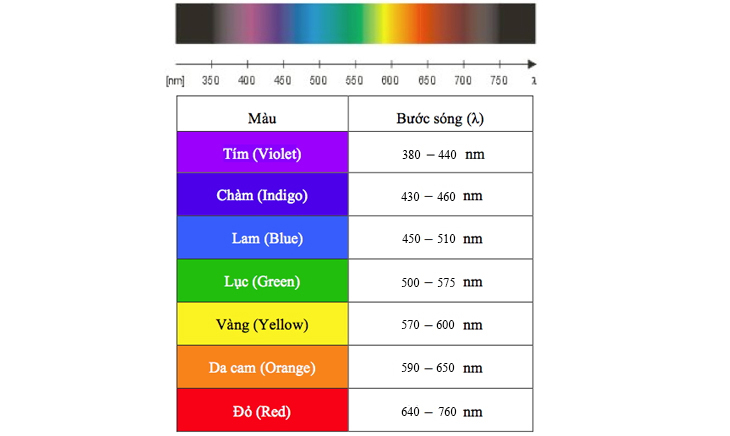 [nm] 350 400 450 500 550 600 650 700 750 λ
Màu Bước sóng (λ)
Tím (Violet) 380 – 440 nm
Chàm (Indigo) 430 – 460 nm
Lam (Blue) 450 – 510 nm
Lục (Green) 500 – 575 nm
Vàng (Yellow) 570 – 600 nm
Da cam (Orange) 590 – 650 nm
Đỏ (Red) 640 – 760 nm